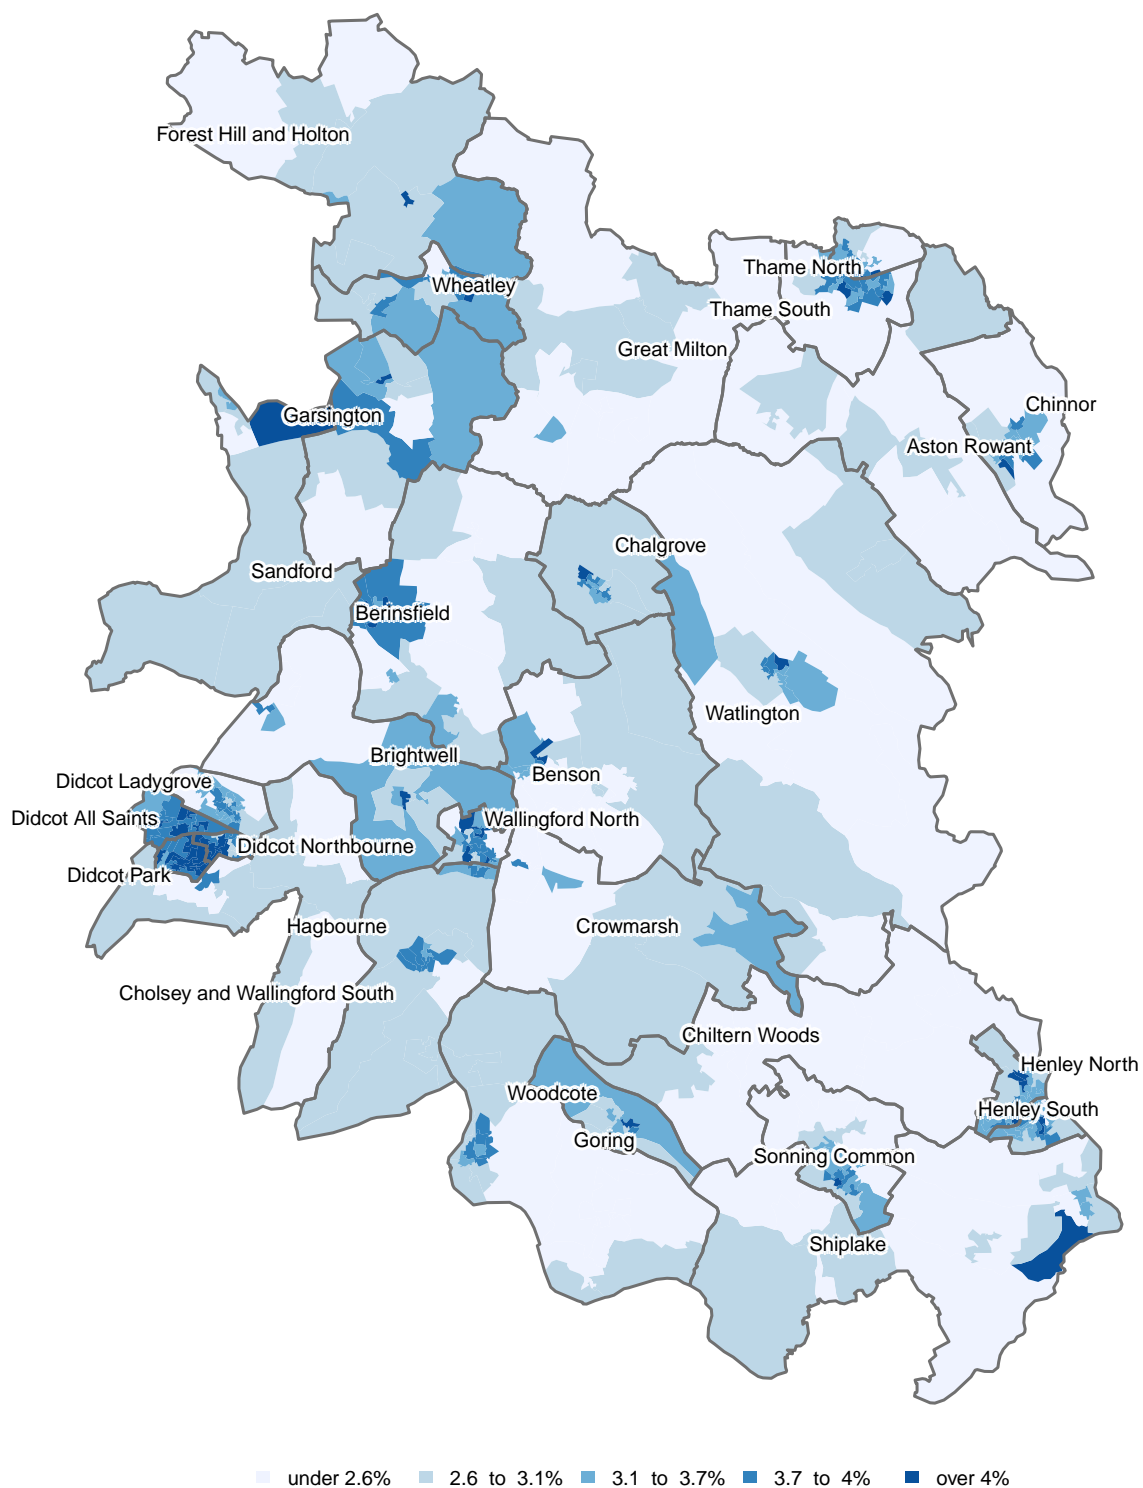 Forest Hill and Holton
Thame North
Wheatley
Thame South
Great Milton
Chinnor
Garsington
Aston Rowant
Chalgrove
Sandford
Berinsfield
Watlington
Brightwell
Benson
Didcot Ladygrove
Didcot All Saints
Wallingford North
Didcot Northbourne
Didcot Park
Hagbourne
Crowmarsh
Cholsey and Wallingford South
Chiltern Woods
Henley North
Woodcote
Henley South
Goring
Sonning Common
Shiplake
under 2.6% 2.6 to 3.1% 3.1 to 3.7% 3.7 to 4% over 4%